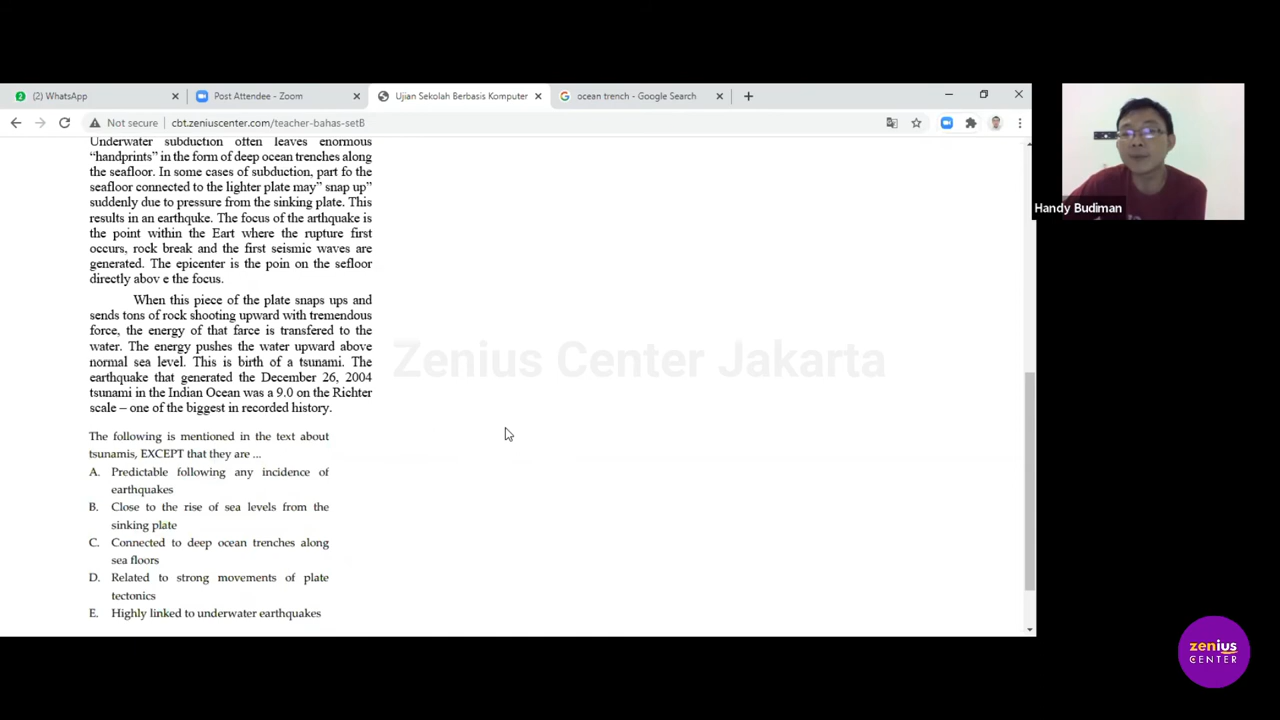 (2) WhatsApp
Post Attendee - Zoom
Ujian Sekolah Berbasis Komputer
ocean trench - Google Search
Not secure
cbt.zeniuscenter.com/teacher-bahas-setB
Underwater subduction often leaves enormous
“handprints” in the form of deep ocean trenches along
the seafloor. In some cases of subduction, part fo the
seafloor connected to the lighter plate may” snap up”
suddenly due to pressure from the sinking plate. This
results in an earthquke. The focus of the arthquake is
the point within the Eart where the rupture first
occurs, rock break and the first seismic waves are
generated. The epicenter is the poin on the sefloor
directly abov e the focus.
When this piece of the plate snaps ups and
sends tons of rock shooting upward with tremendous
force, the energy of that farce is transfered to the
water. The energy pushes the water upward above
normal sea level. This is birth of a tsunami. The
earthquake that generated the December 26, 2004
tsunami in the Indian Ocean was a 9.0 on the Richter
scale – one of the biggest in recorded history.
The following is mentioned in the text about
tsunamis, EXCEPT that they are ...
A. Predictable following any incidence of
earthquakes
B. Close to the rise of sea levels from the
sinking plate
C. Connected to deep ocean trenches along
sea floors
D. Related to strong movements of plate
tectonics
E. Highly linked to underwater earthquakes
Zenius Center Jakarta
Handy Budiman
zenius
CENTER